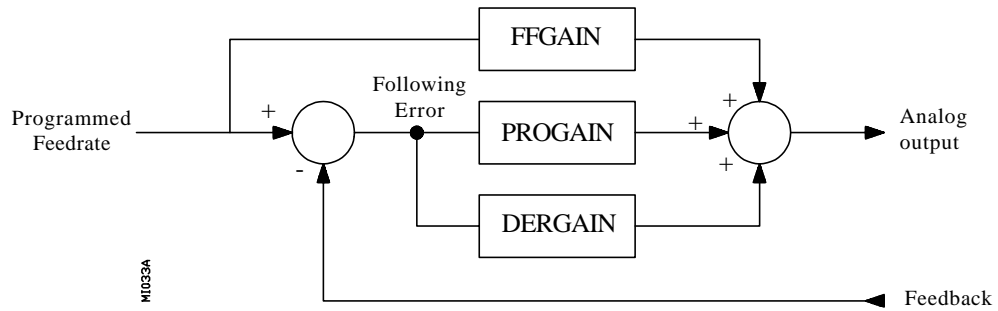 FFGAIN
Following
Error
Programmed
Feedrate
+
-
PROGAIN
+
+
+
Analog
output
DERGAIN
MI033A
Feedback